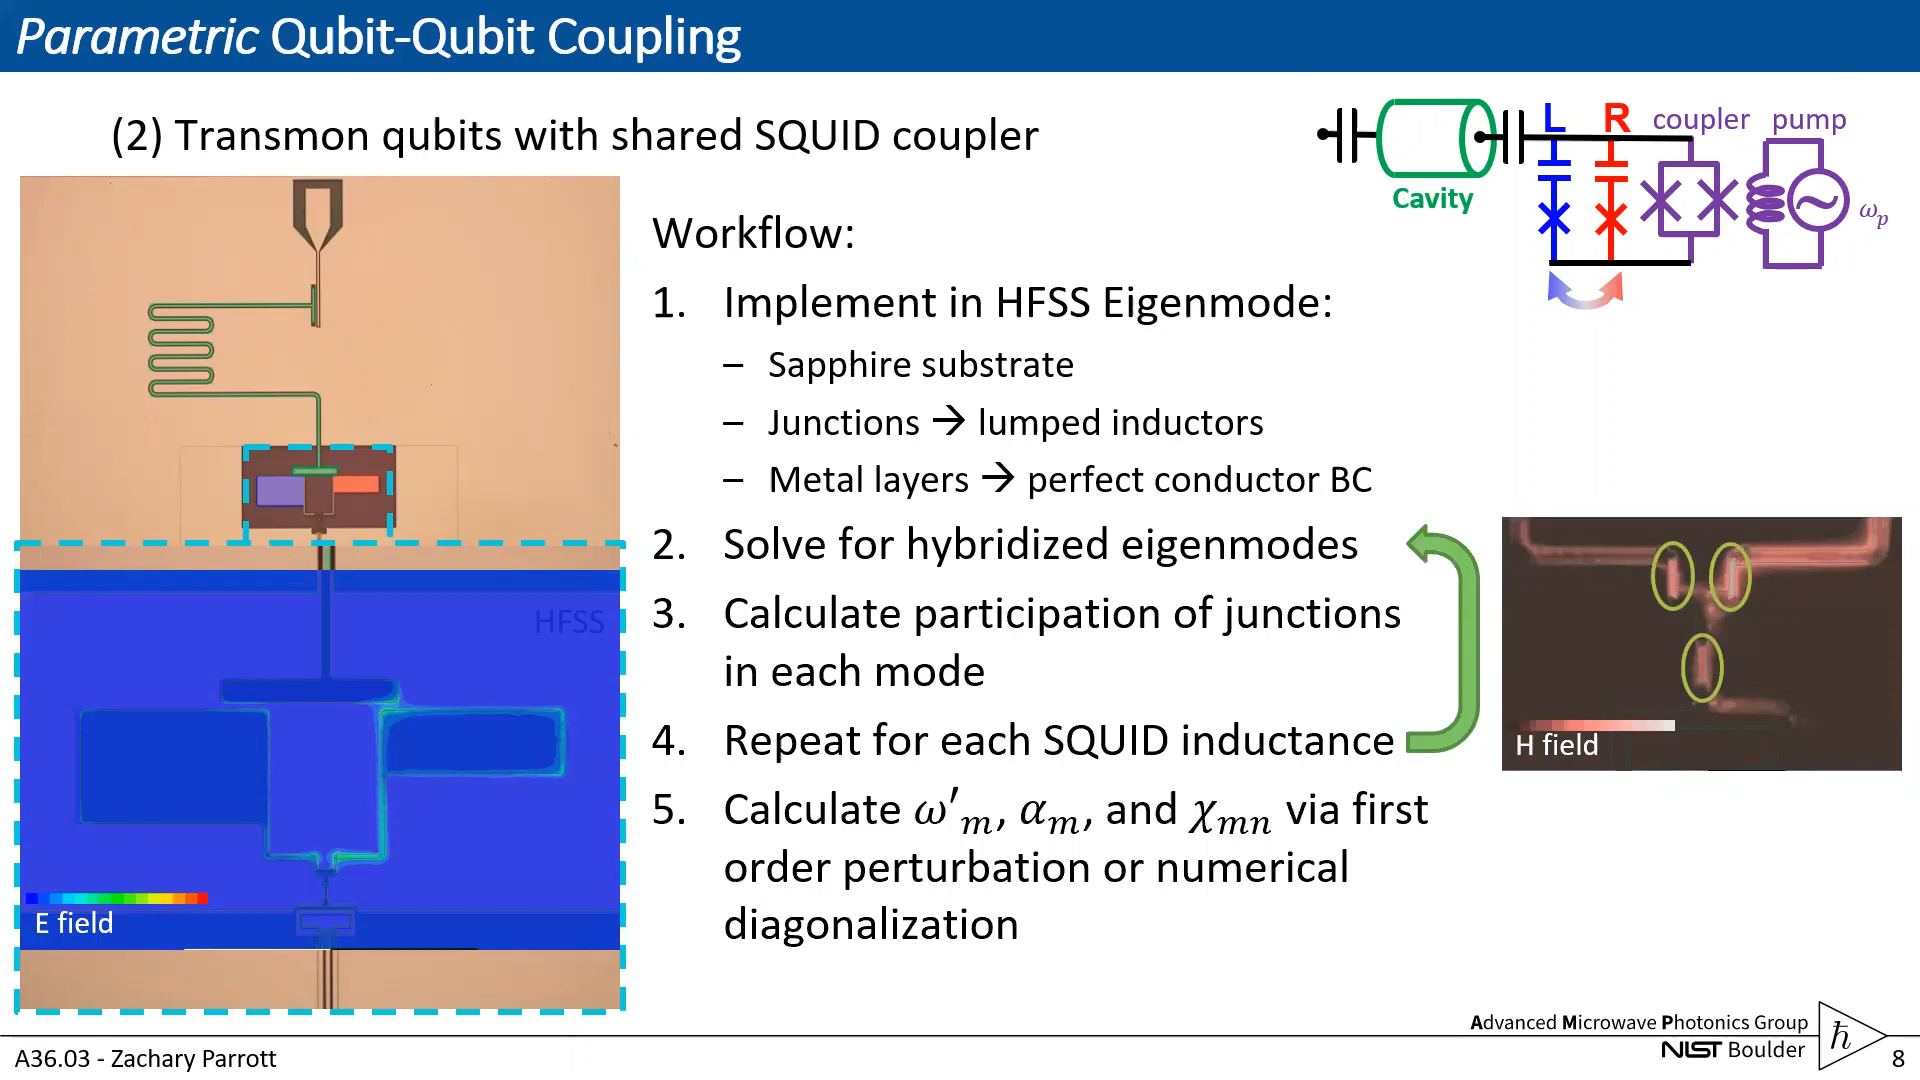 Parametric Qubit-Qubit Coupling
(2) Transmon qubits with shared SQUID coupler
L R coupler pump
Cavity
ωp
Workflow:
1. Implement in HFSS Eigenmode:
– Sapphire substrate
– Junctions → lumped inductors
– Metal layers → perfect conductor BC
2. Solve for hybridized eigenmodes
3. Calculate participation of junctions
in each mode
4. Repeat for each SQUID inductance
5. Calculate ω′m, αm, and χmn via first
order perturbation or numerical
diagonalization
HFSS
E field
H field
Advanced Microwave Photonics Group
NIST Boulder
ħ
A36.03 - Zachary Parrott
8